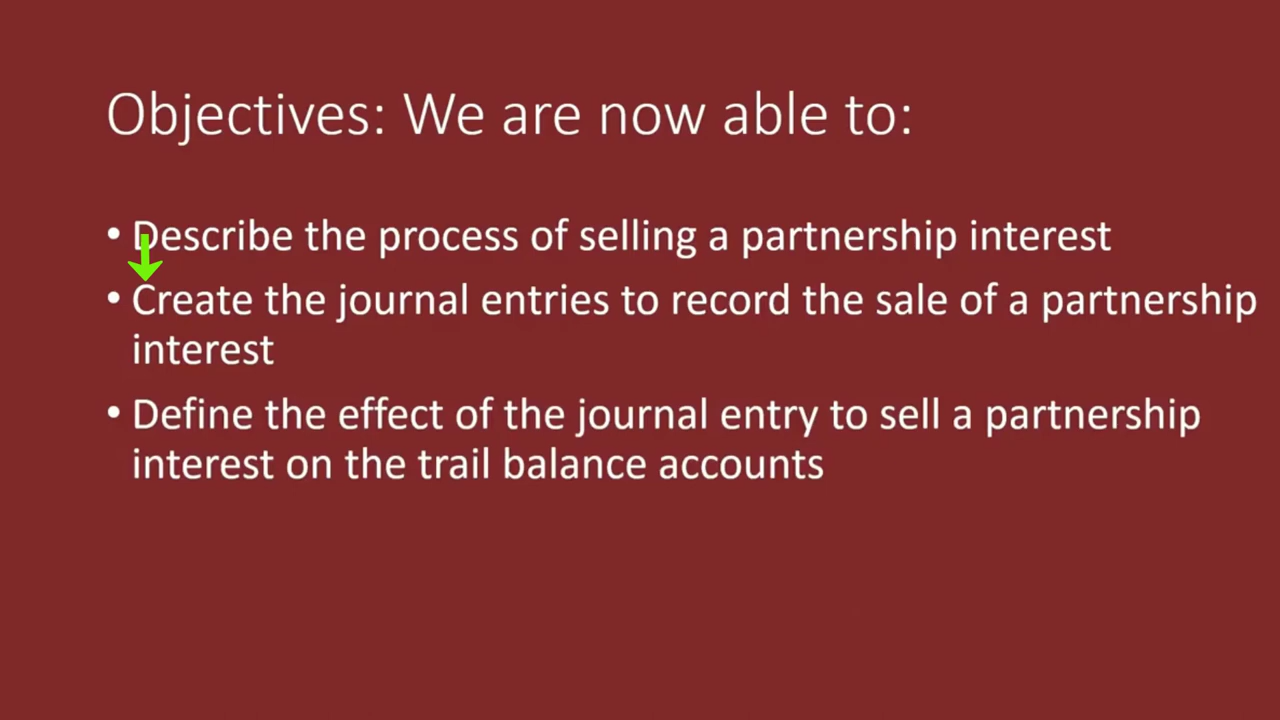 Objectives: We are now able to:
• Describe the process of selling a partnership interest
• Create the journal entries to record the sale of a partnership
interest
• Define the effect of the journal entry to sell a partnership
interest on the trail balance accounts